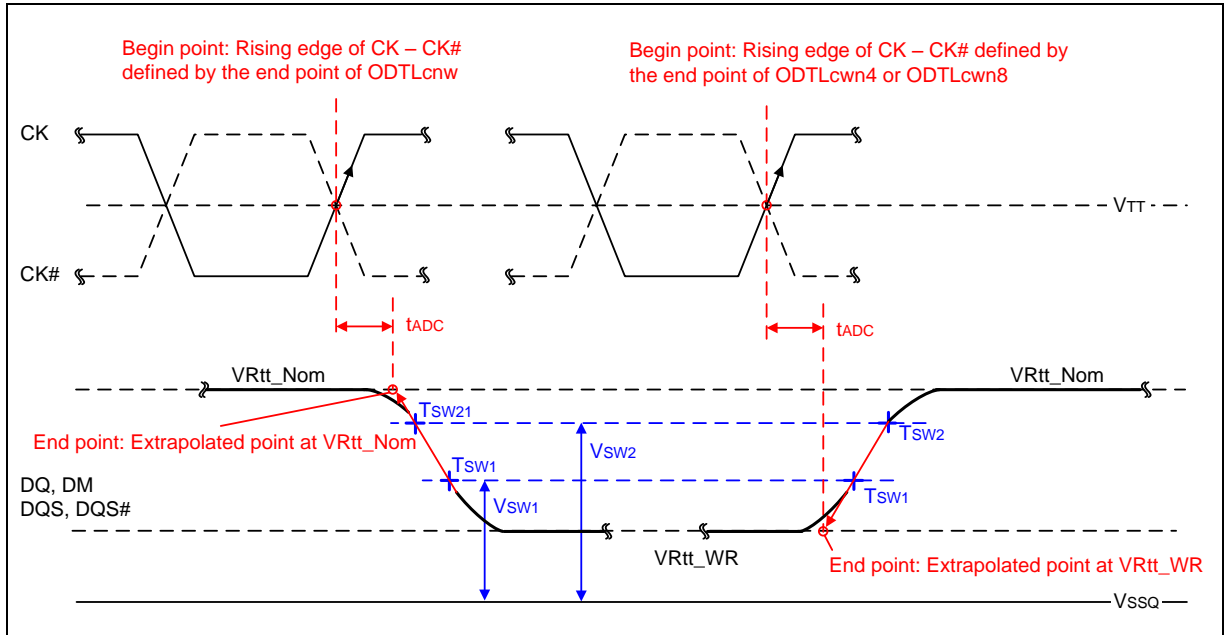 Begin point: Rising edge of CK – CK#
defined by the end point of ODTLcnw
Begin point: Rising edge of CK – CK# defined by
the end point of ODTLcwn4 or ODTLcwn8
CK
VTT
CK#
tADC
tADC
VRtt_Nom
VRtt_Nom
TSW21
End point: Extrapolated point at VRtt_Nom
TSW2
VSW2
TSW1
DQ, DM
DQS, DQS#
VSW1
TSW1
VRtt_WR
End point: Extrapolated point at VRtt_WR
VSSQ